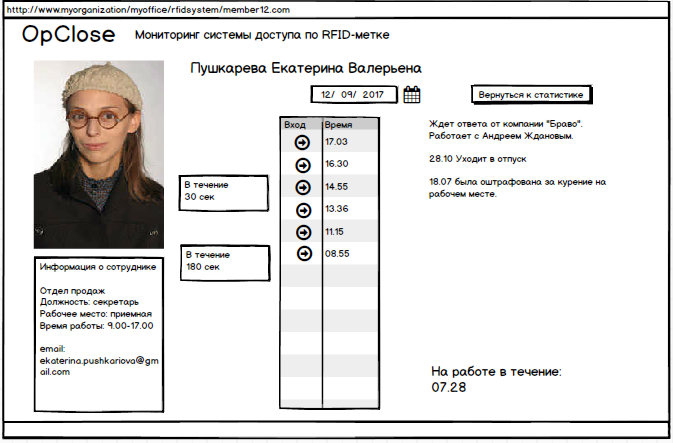 http://www.myorganization/myoffice/rfidsystem/member12.com
OpClose
Мониторинг системы доступа по RFID-метке
Пушкарева Екатерина Валерьена
12/ 09/ 2017
Вернуться к статистике
Вход
Время
17.03
16.30
14.55
13.36
11.15
08.55
В течение
30 сек
В течение
180 сек
Ждет ответа от компании "Браво".
Работает с Андреем Ждановым.
28.10 Уходит в отпуск
18.07 была оштрафована за курение на
рабочем месте.
Информация о сотруднике
Отдел продаж
Должность: секретарь
Рабочее место: приемная
Время работы: 9.00-17.00
email:
ekaterina.pushkariova@gm
ail.com
На работе в течение:
07.28